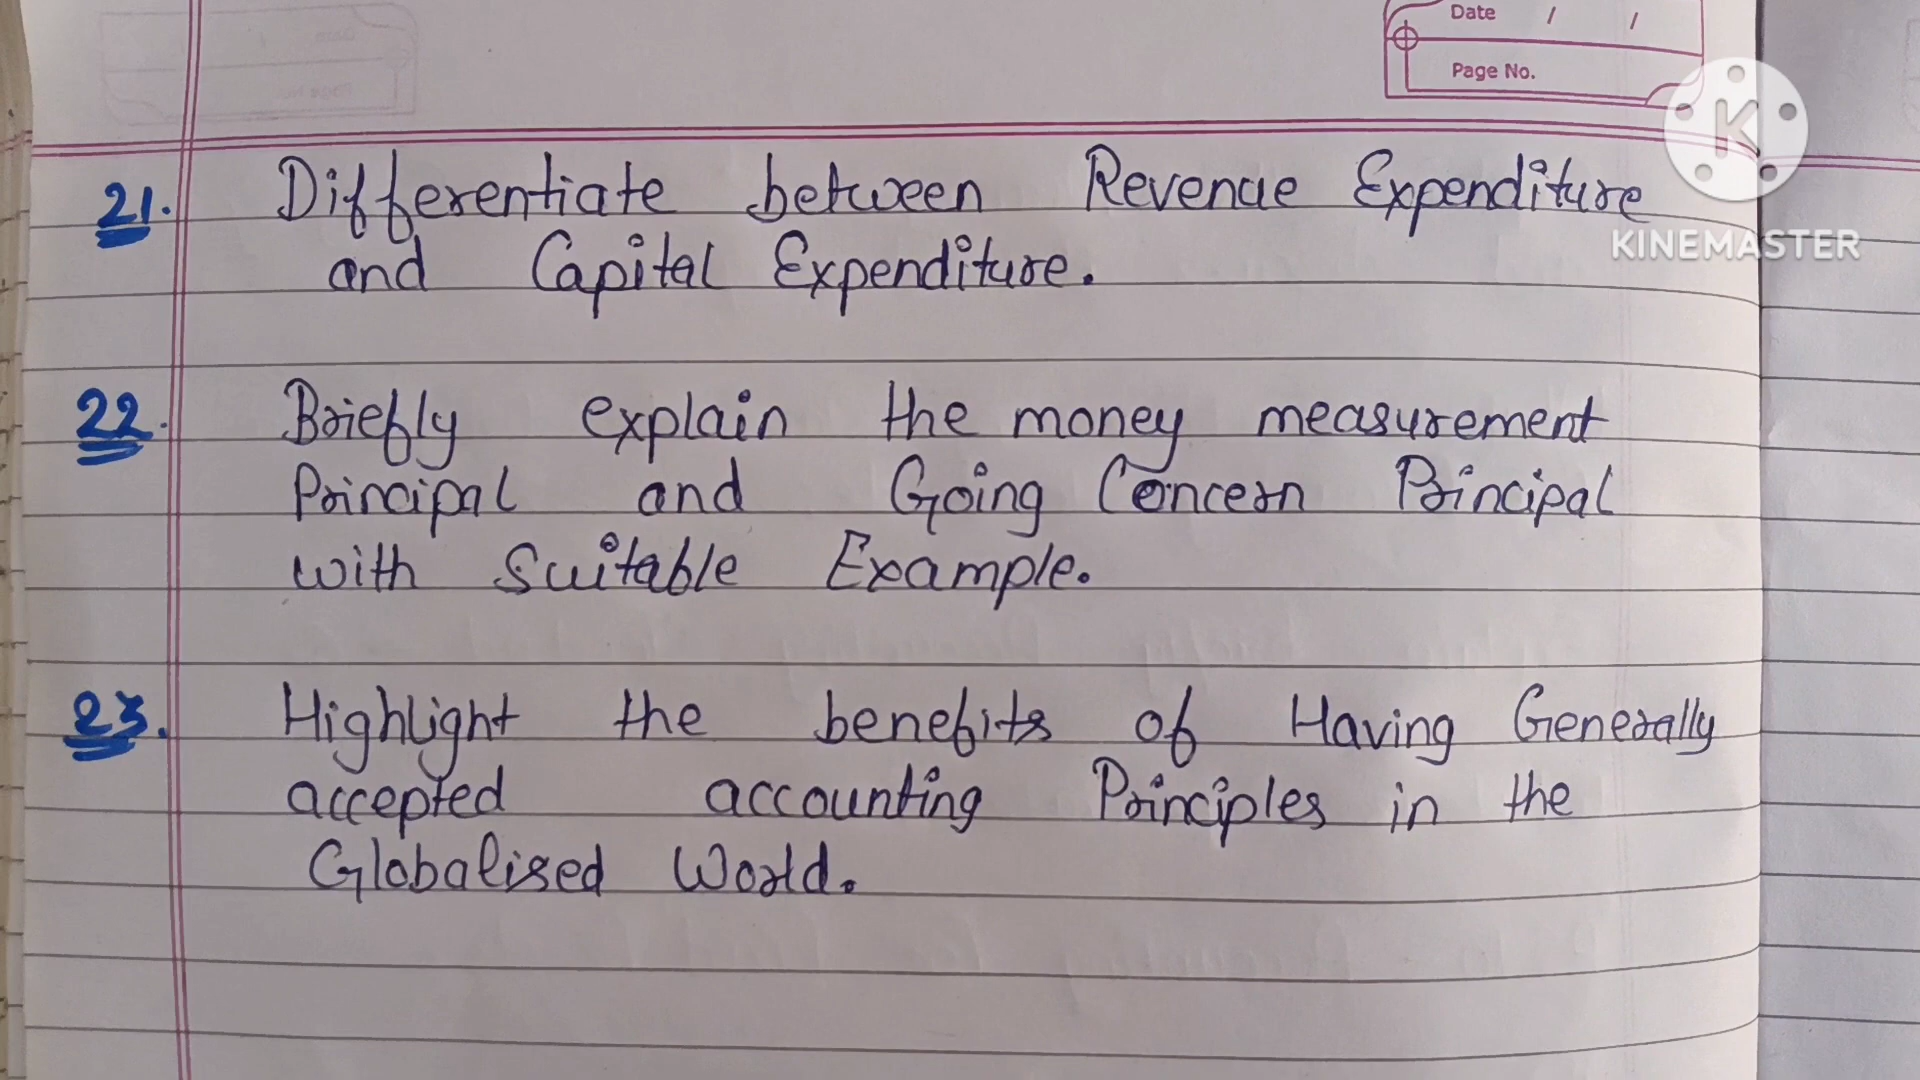 Date / /
Page No.
K
KINEMASTER
21. Differentiate between Revenue Expenditure
and Capital Expenditure.
22. Briefly explain the money measurement
Principal and Going Concern Principal
with Suitable Example.
23. Highlight the benefits of Having Generally
accepted accounting Principles in the
Globalised World.